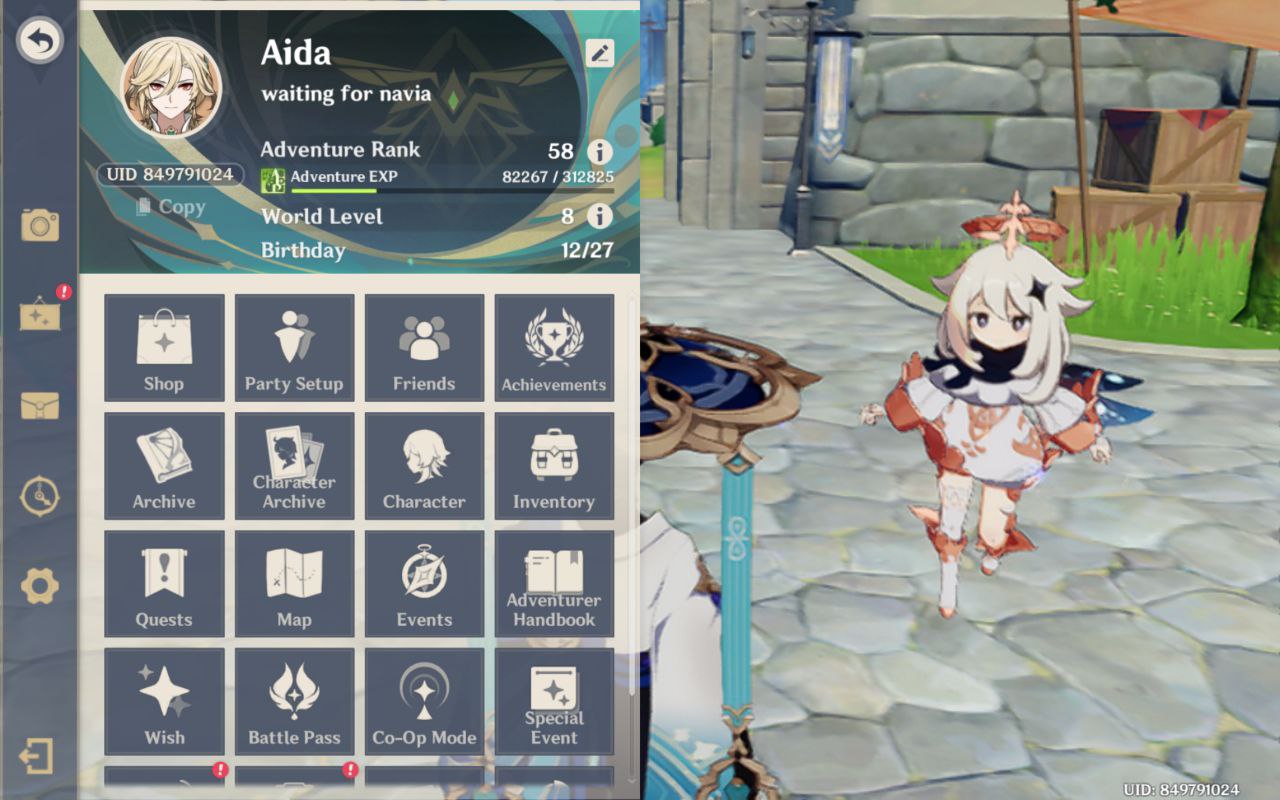 Aida
waiting for navia
Adventure Rank 58
UID 849791024
Adventure EXP 82267 / 312825
Copy
World Level 8
Birthday 12/27
Shop
Party Setup
Friends
Achievements
Archive
Character
Archive
Character
Inventory
Quests
Map
Events
Adventurer
Handbook
Wish
Battle Pass
Co-Op Mode
Special
Event
UID: 849791024